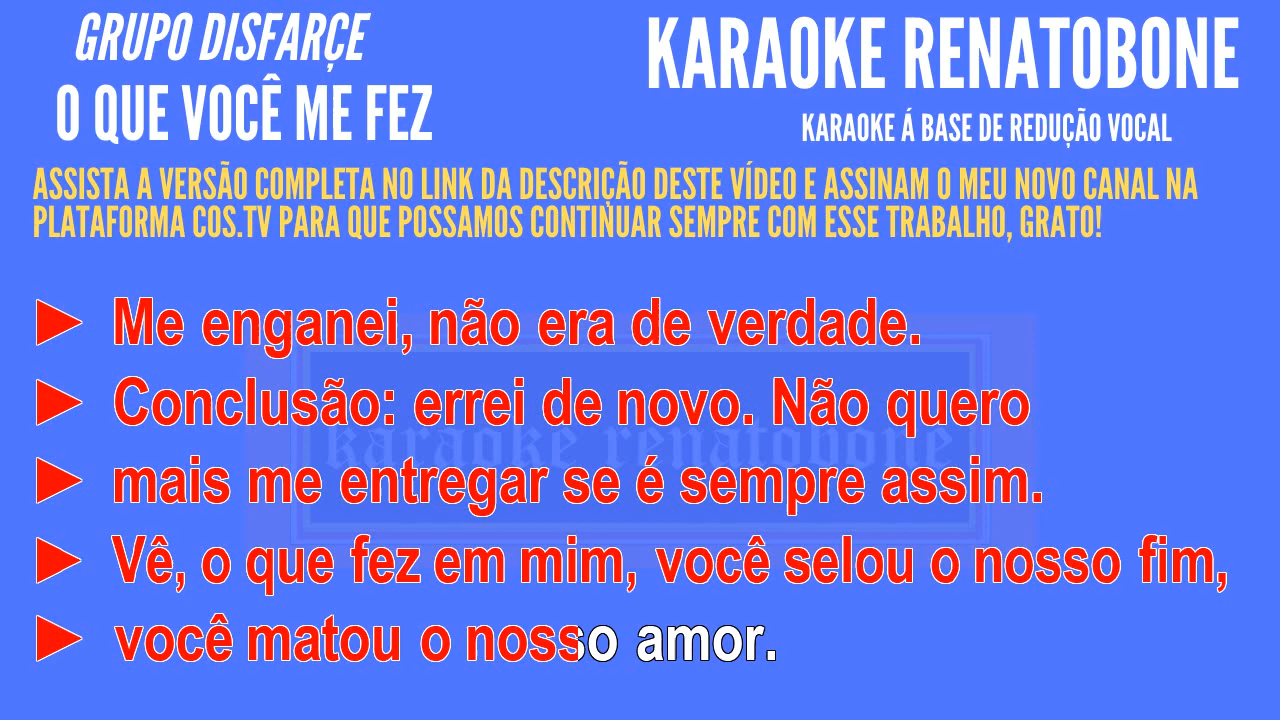 GRUPO DISFARÇE
O QUE VOCÊ ME FEZ
KARAOKE RENATOBONE
KARAOKE Á BASE DE REDUÇÃO VOCAL
ASSISTA A VERSÃO COMPLETA NO LINK DA DESCRIÇÃO DESTE VÍDEO E ASSINAM O MEU NOVO CANAL NA
PLATAFORMA COS.TV PARA QUE POSSAMOS CONTINUAR SEMPRE COM ESSE TRABALHO, GRATO!
► Me enganei, não era de verdade.
► Conclusão: errei de novo. Não quero
► mais me entregar se é sempre assim.
► Vê, o que fez em mim, você selou o nosso fim,
► você matou o nosso amor.
karaoke renatobone